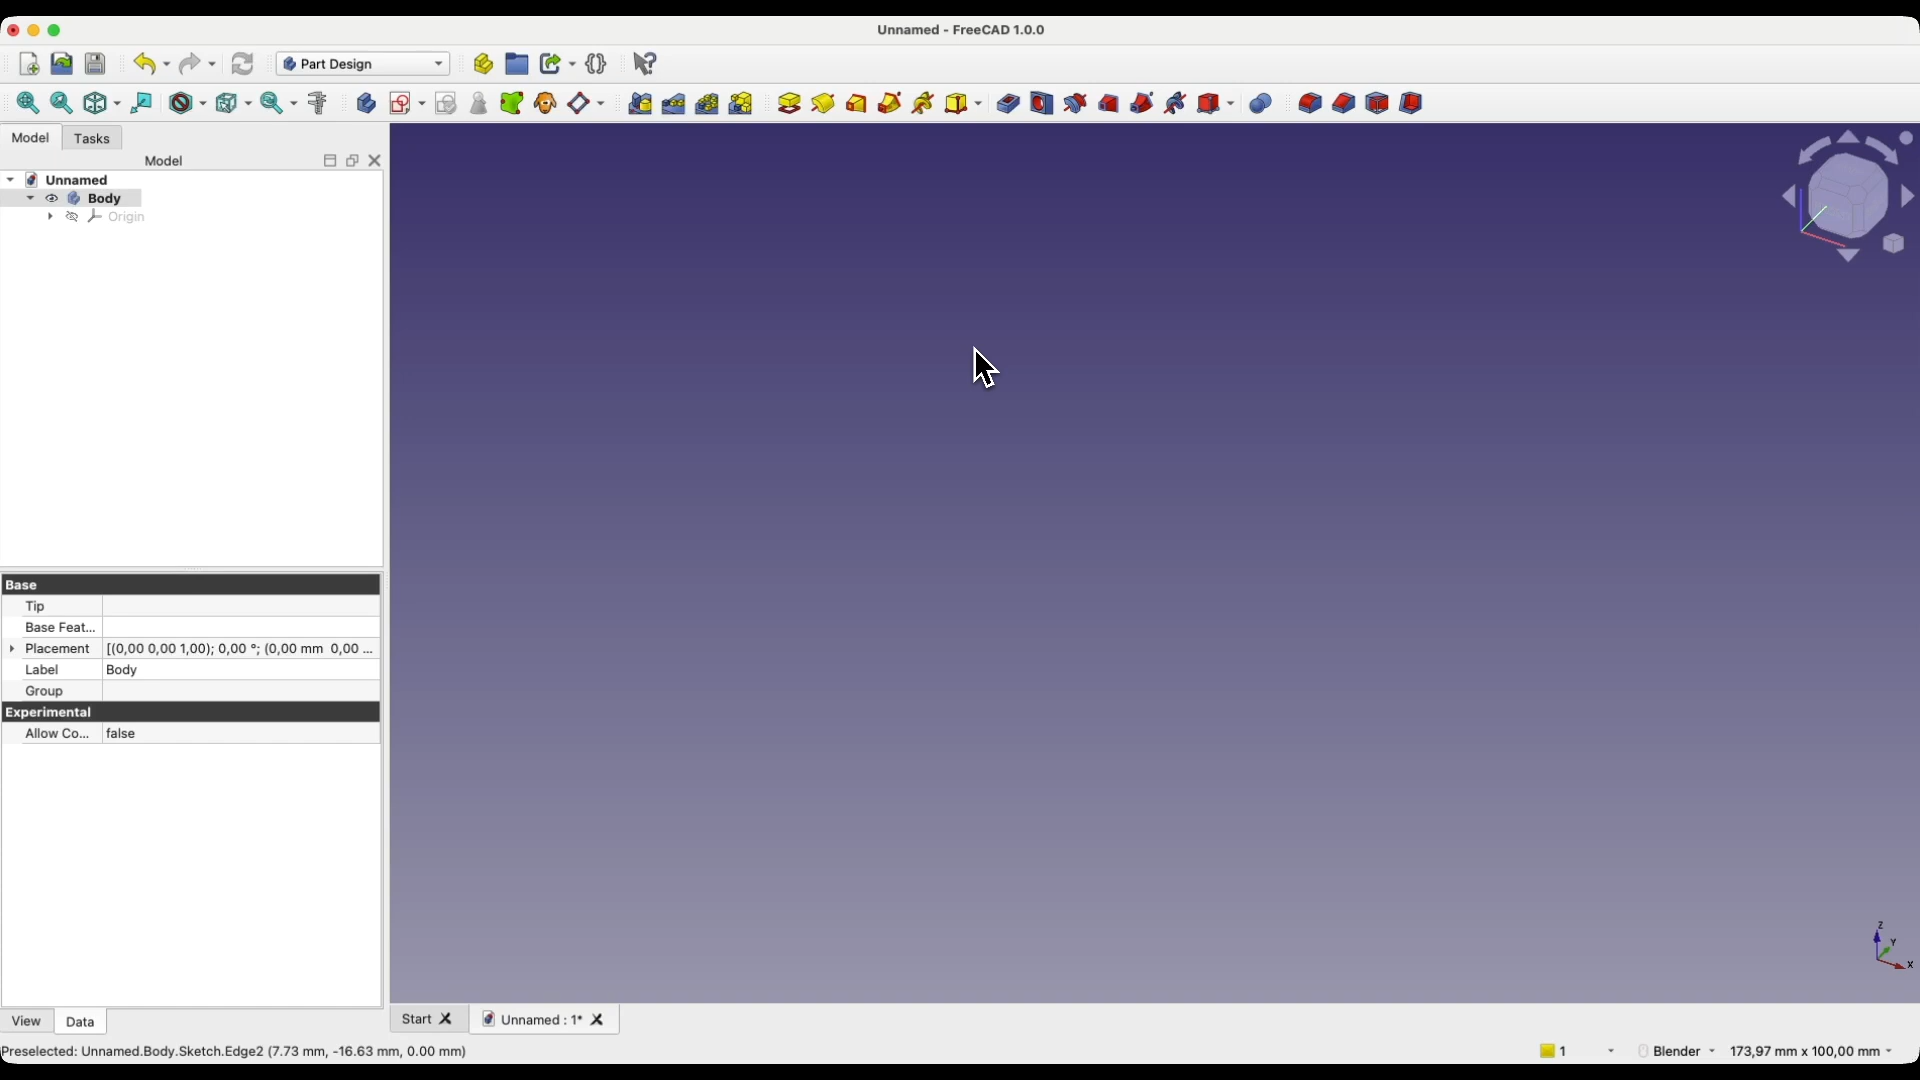 Unnamed - FreeCAD 1.0.0
Part Design
Model
Tasks
Model
Unnamed
Body
Origin
Base
Tip
Base Feat...
Placement [(0,00 0,00 1,00); 0,00 °; (0,00 mm 0,00 ...
Label Body
Group
Experimental
Allow Co... false
View
Data
Start
Unnamed : 1*
Z
Y
X
Preselected: Unnamed.Body.Sketch.Edge2 (7.73 mm, -16.63 mm, 0.00 mm)
1
Blender
173,97 mm x 100,00 mm